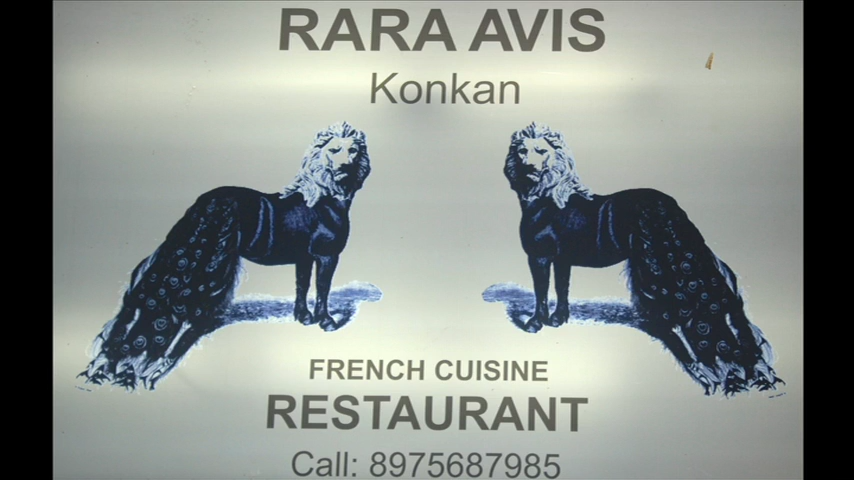 RARA AVIS
Konkan
FRENCH CUISINE
RESTAURANT
Call: 8975687985